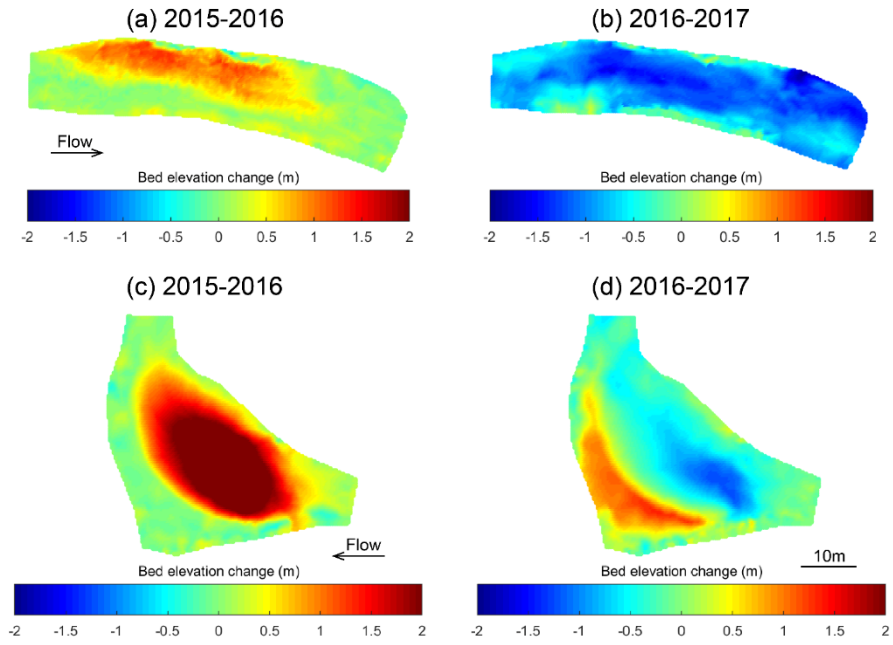 (a) 2015-2016
(b) 2016-2017
Flow
Bed elevation change (m)
-2 -1.5 -1 -0.5 0 0.5 1 1.5 2
Bed elevation change (m)
-2 -1.5 -1 -0.5 0 0.5 1 1.5 2
(c) 2015-2016
(d) 2016-2017
Flow
10m
Bed elevation change (m)
-2 -1.5 -1 -0.5 0 0.5 1 1.5 2
Bed elevation change (m)
-2 -1.5 -1 -0.5 0 0.5 1 1.5 2